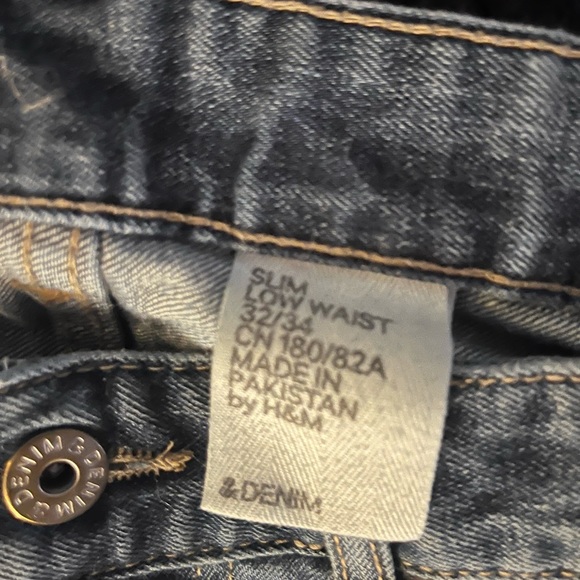 SLIM
LOW WAIST
32/34
CN 180/82A
MADE IN
PAKISTAN
by H&M
&DENIM
&DENIM&DENIM